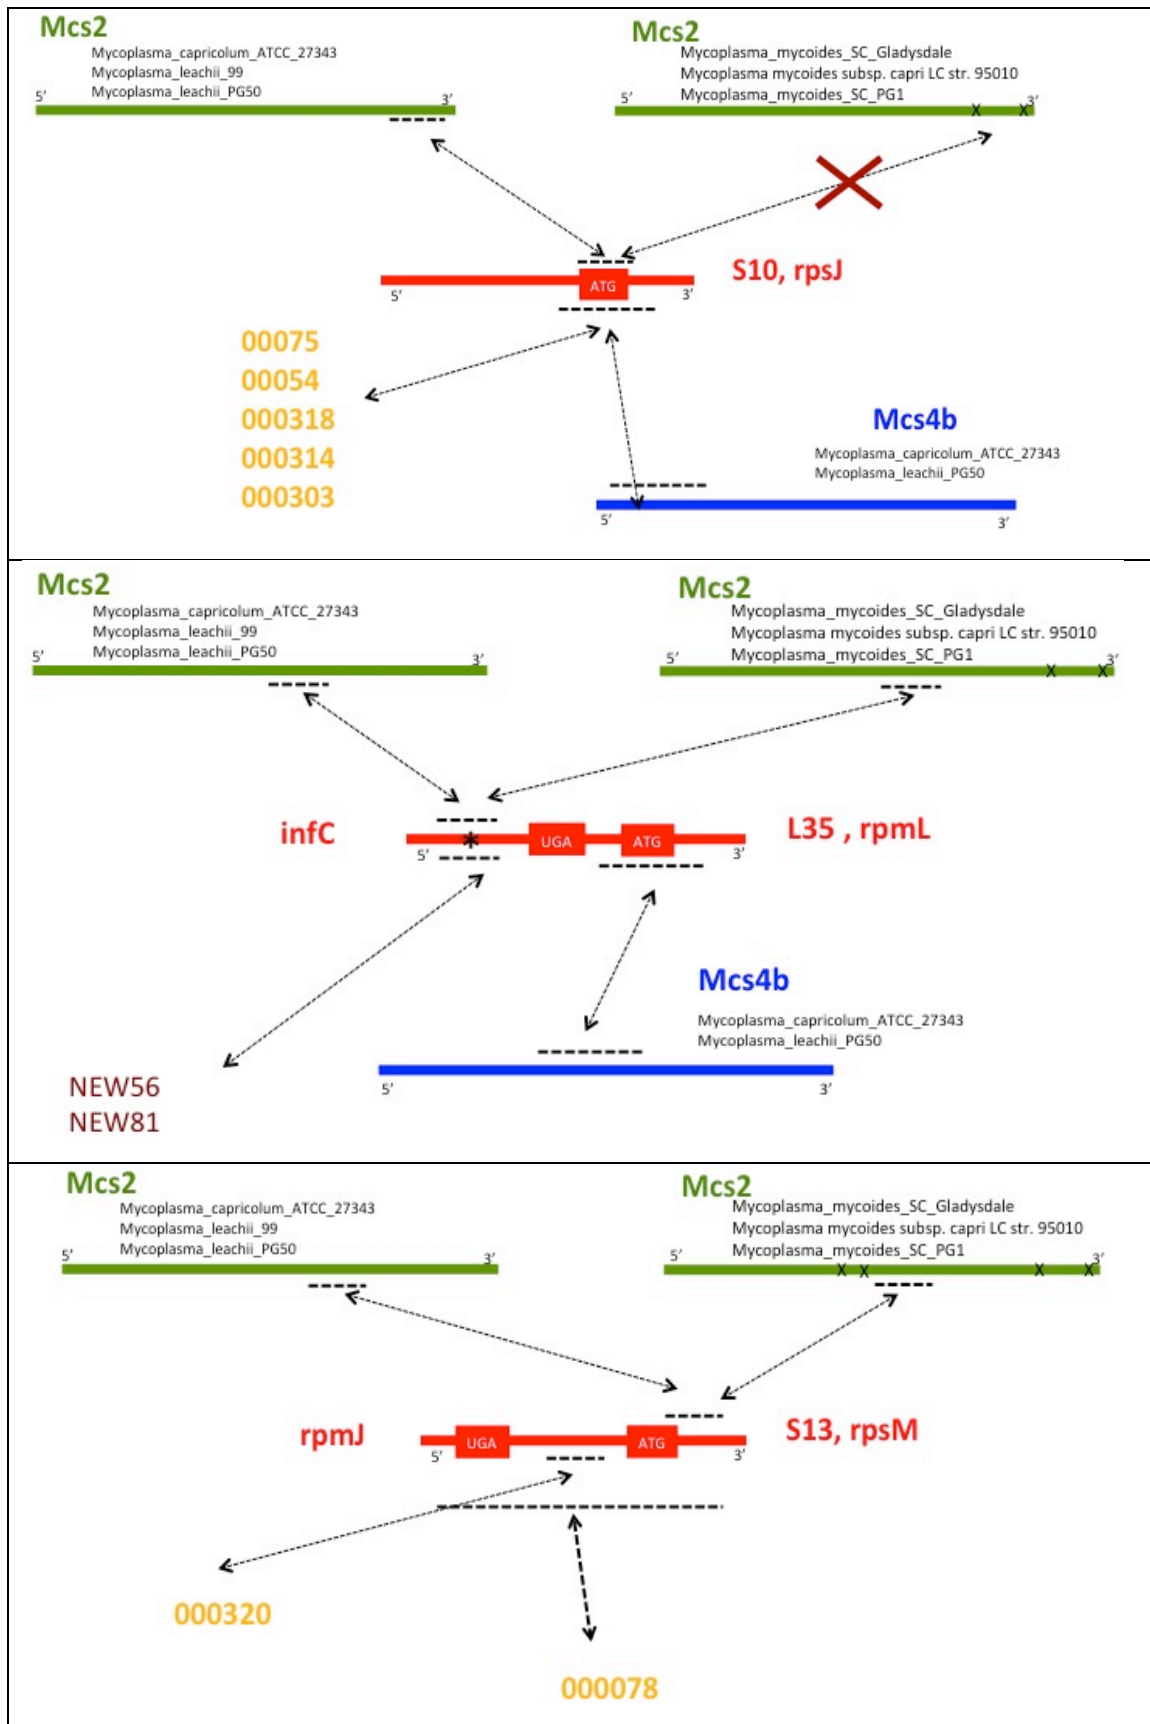 Mcs2
Mycoplasma_capricolum_ATCC_27343
Mycoplasma_leachii_99
Mycoplasma_leachii_PG50
5’
3’
Mcs2
Mycoplasma_mycoides_SC_Gladysdale
Mycoplasma mycoides subsp. capri LC str. 95010
Mycoplasma_mycoides_SC_PG1
5’
X
X
3’
S10, rpsJ
ATG
5’
3’
00075
00054
000318
000314
000303
Mcs4b
Mycoplasma_capricolum_ATCC_27343
Mycoplasma_leachii_PG50
5’
3’
Mcs2
Mycoplasma_capricolum_ATCC_27343
Mycoplasma_leachii_99
Mycoplasma_leachii_PG50
5’
3’
Mcs2
Mycoplasma_mycoides_SC_Gladysdale
Mycoplasma mycoides subsp. capri LC str. 95010
Mycoplasma_mycoides_SC_PG1
5’
X
X
3’
infC
*
UGA
ATG
L35 , rpmL
5’
3’
Mcs4b
Mycoplasma_capricolum_ATCC_27343
Mycoplasma_leachii_PG50
5’
3’
NEW56
NEW81
Mcs2
Mycoplasma_capricolum_ATCC_27343
Mycoplasma_leachii_99
Mycoplasma_leachii_PG50
5’
3’
Mcs2
Mycoplasma_mycoides_SC_Gladysdale
Mycoplasma mycoides subsp. capri LC str. 95010
Mycoplasma_mycoides_SC_PG1
5’
X
X
X
X
3’
rpmJ
UGA
ATG
S13, rpsM
5’
3’
000320
000078